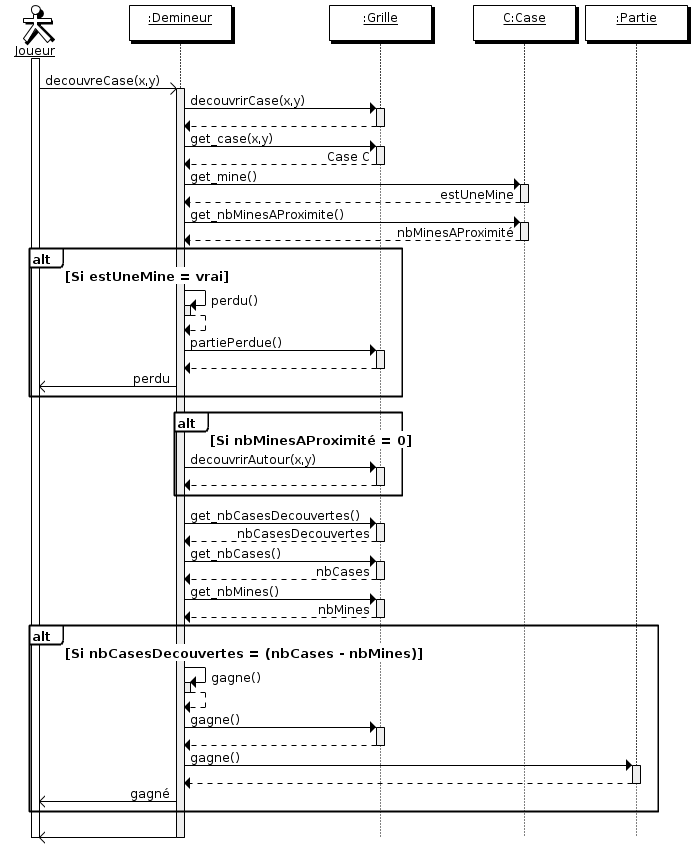 :Demineur
:Grille
C:Case
:Partie
Joueur
decouvreCase(x,y)
decouvrirCase(x,y)
get_case(x,y)
Case C
get_mine()
estUneMine
get_nbMinesAProximite()
nbMinesAProximité
alt
[Si estUneMine = vrai]
perdu()
partiePerdue()
perdu
alt
[Si nbMinesAProximité = 0]
decouvrirAutour(x,y)
get_nbCasesDecouvertes()
nbCasesDecouvertes
get_nbCases()
nbCases
get_nbMines()
nbMines
alt
[Si nbCasesDecouvertes = (nbCases - nbMines)]
gagne()
gagne()
gagne()
gagné